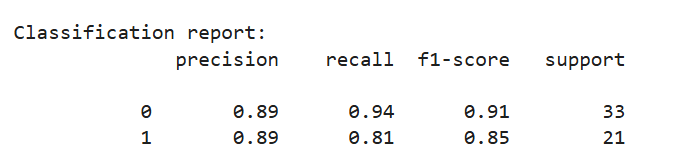 Classification report:
precision recall f1-score support
0 0.89 0.94 0.91 33
1 0.89 0.81 0.85 21